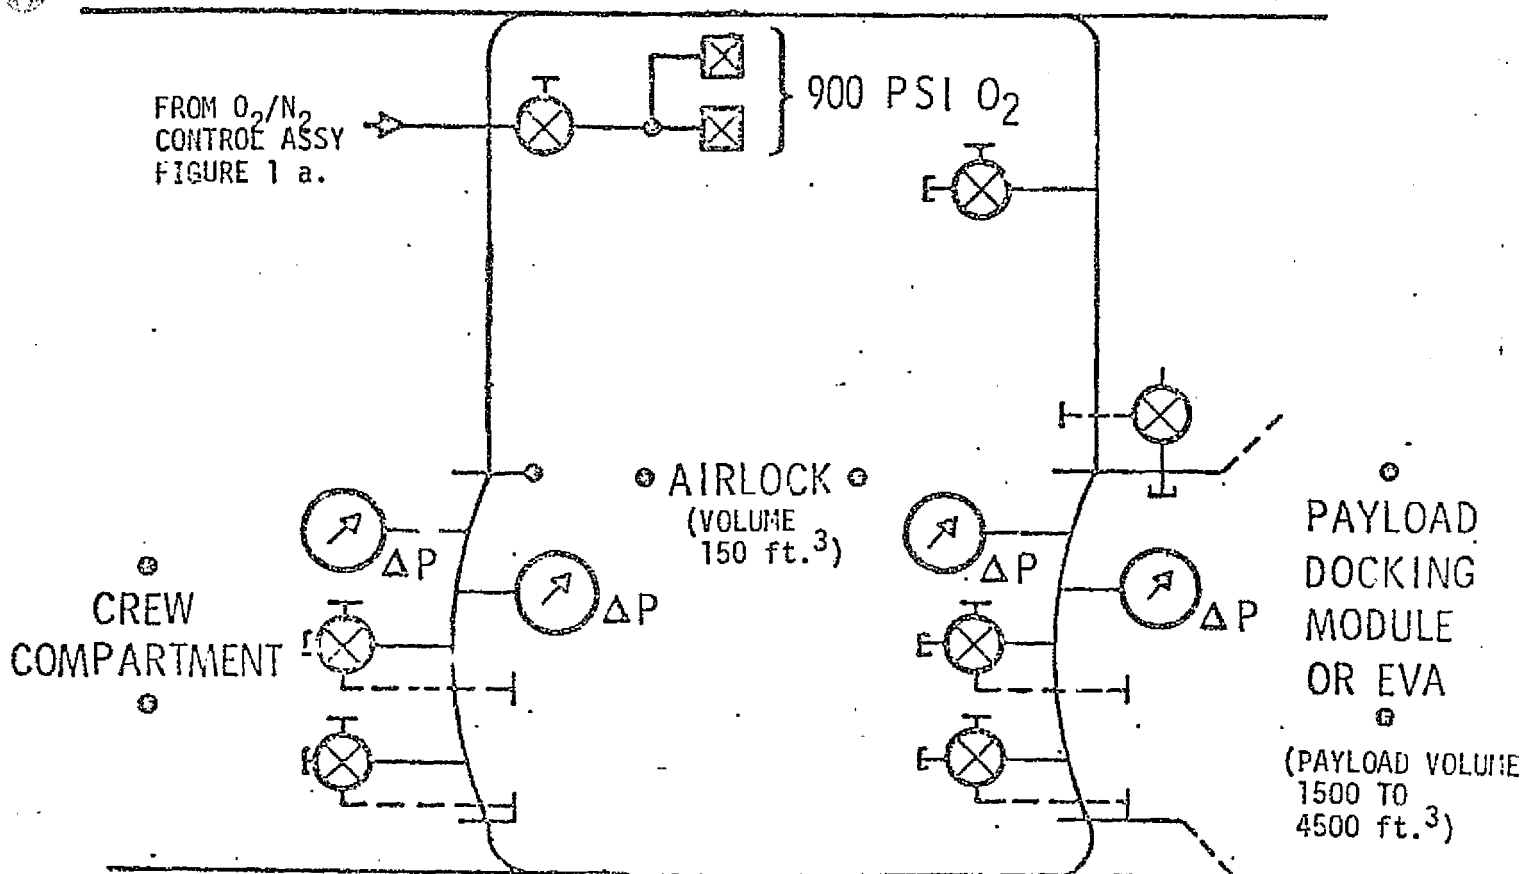 FROM O2/N2
CONTROL ASSY
FIGURE 1 a.
900 PSI O2
AIRLOCK
(VOLUME
150 ft.3)
ΔP
ΔP
ΔP
ΔP
CREW
COMPARTMENT
PAYLOAD
DOCKING
MODULE
OR EVA
(PAYLOAD VOLUME
1500 TO
4500 ft.3)